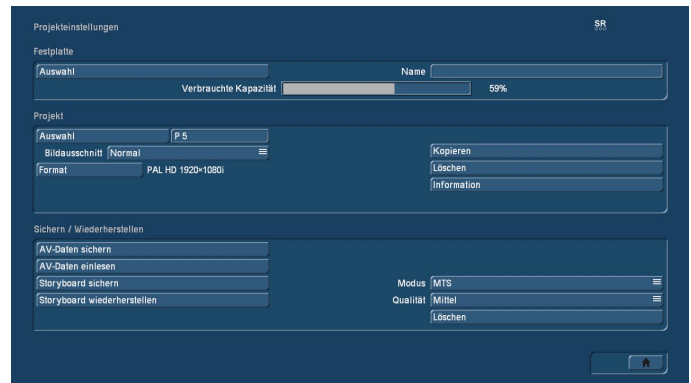 Projekteinstellungen SR
Festplatte
Auswahl Name
Verbrauchte Kapazität 59%
Projekt
Auswahl P 5
Bildausschnitt Normal Kopieren
Format PAL HD 1920×1080i Löschen
Information
Sichern / Wiederherstellen
AV-Daten sichern
AV-Daten einlesen
Storyboard sichern Modus MTS
Storyboard wiederherstellen Qualität Mittel
Löschen